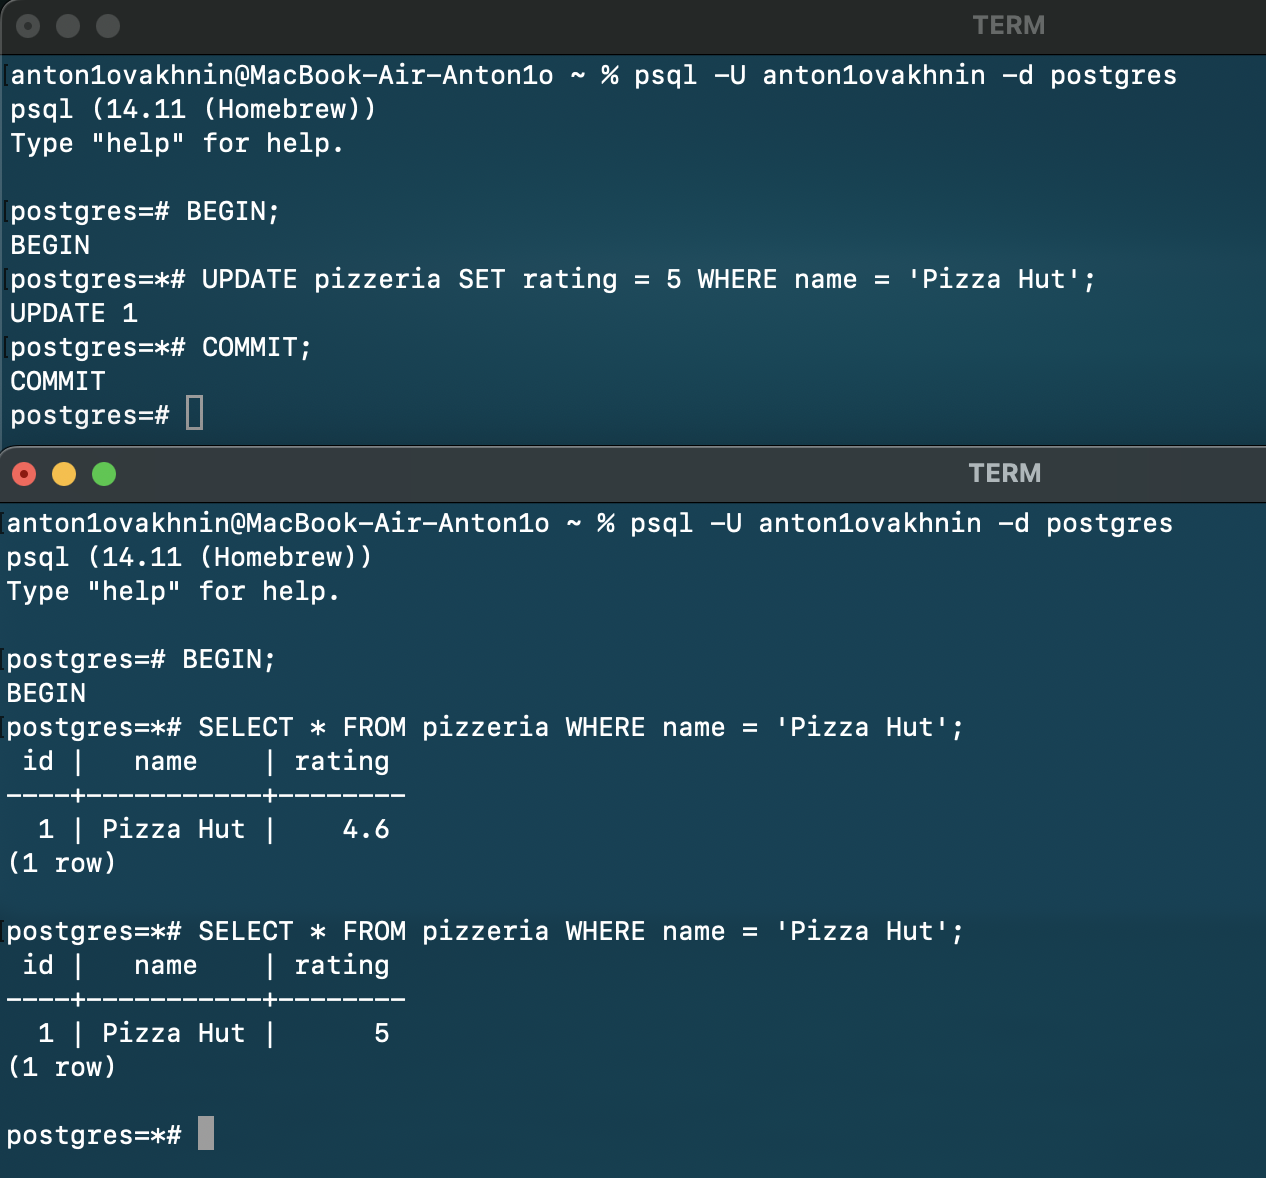 TERM
anton1ovakhnin@MacBook-Air-Anton1o ~ % psql -U anton1ovakhnin -d postgres
psql (14.11 (Homebrew))
Type "help" for help.
postgres=# BEGIN;
BEGIN
postgres=*# UPDATE pizzeria SET rating = 5 WHERE name = 'Pizza Hut';
UPDATE 1
postgres=*# COMMIT;
COMMIT
postgres=#
TERM
anton1ovakhnin@MacBook-Air-Anton1o ~ % psql -U anton1ovakhnin -d postgres
psql (14.11 (Homebrew))
Type "help" for help.
postgres=# BEGIN;
BEGIN
postgres=*# SELECT * FROM pizzeria WHERE name = 'Pizza Hut';
 id |   name    | rating
----+-----------+--------
  1 | Pizza Hut |    4.6
(1 row)
postgres=*# SELECT * FROM pizzeria WHERE name = 'Pizza Hut';
 id |   name    | rating
----+-----------+--------
  1 | Pizza Hut |      5
(1 row)
postgres=*#